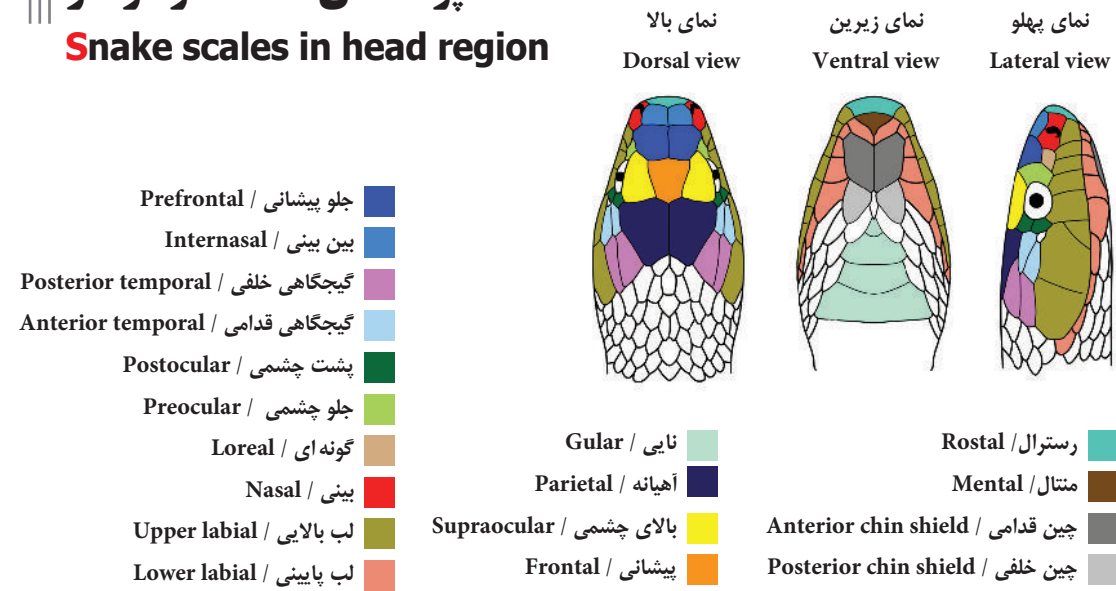 Snake scales in head region
نمای بالا
Dorsal view
نمای زیرین
Ventral view
نمای پهلو
Lateral view
جلو پیشانی / Prefrontal
بین بینی / Internasal
گیجگاهی خلفی / Posterior temporal
گیجگاهی قدامی / Anterior temporal
پشت چشمی / Postocular
جلو چشمی / Preocular
گونه ای / Loreal
بینی / Nasal
لب بالایی / Upper labial
لب پایینی / Lower labial
نایی / Gular
آهیانه / Parietal
بالای چشمی / Supraocular
پیشانی / Frontal
رسترال/ Rostal
منتال/ Mental
چین قدامی / Anterior chin shield
چین خلفی / Posterior chin shield